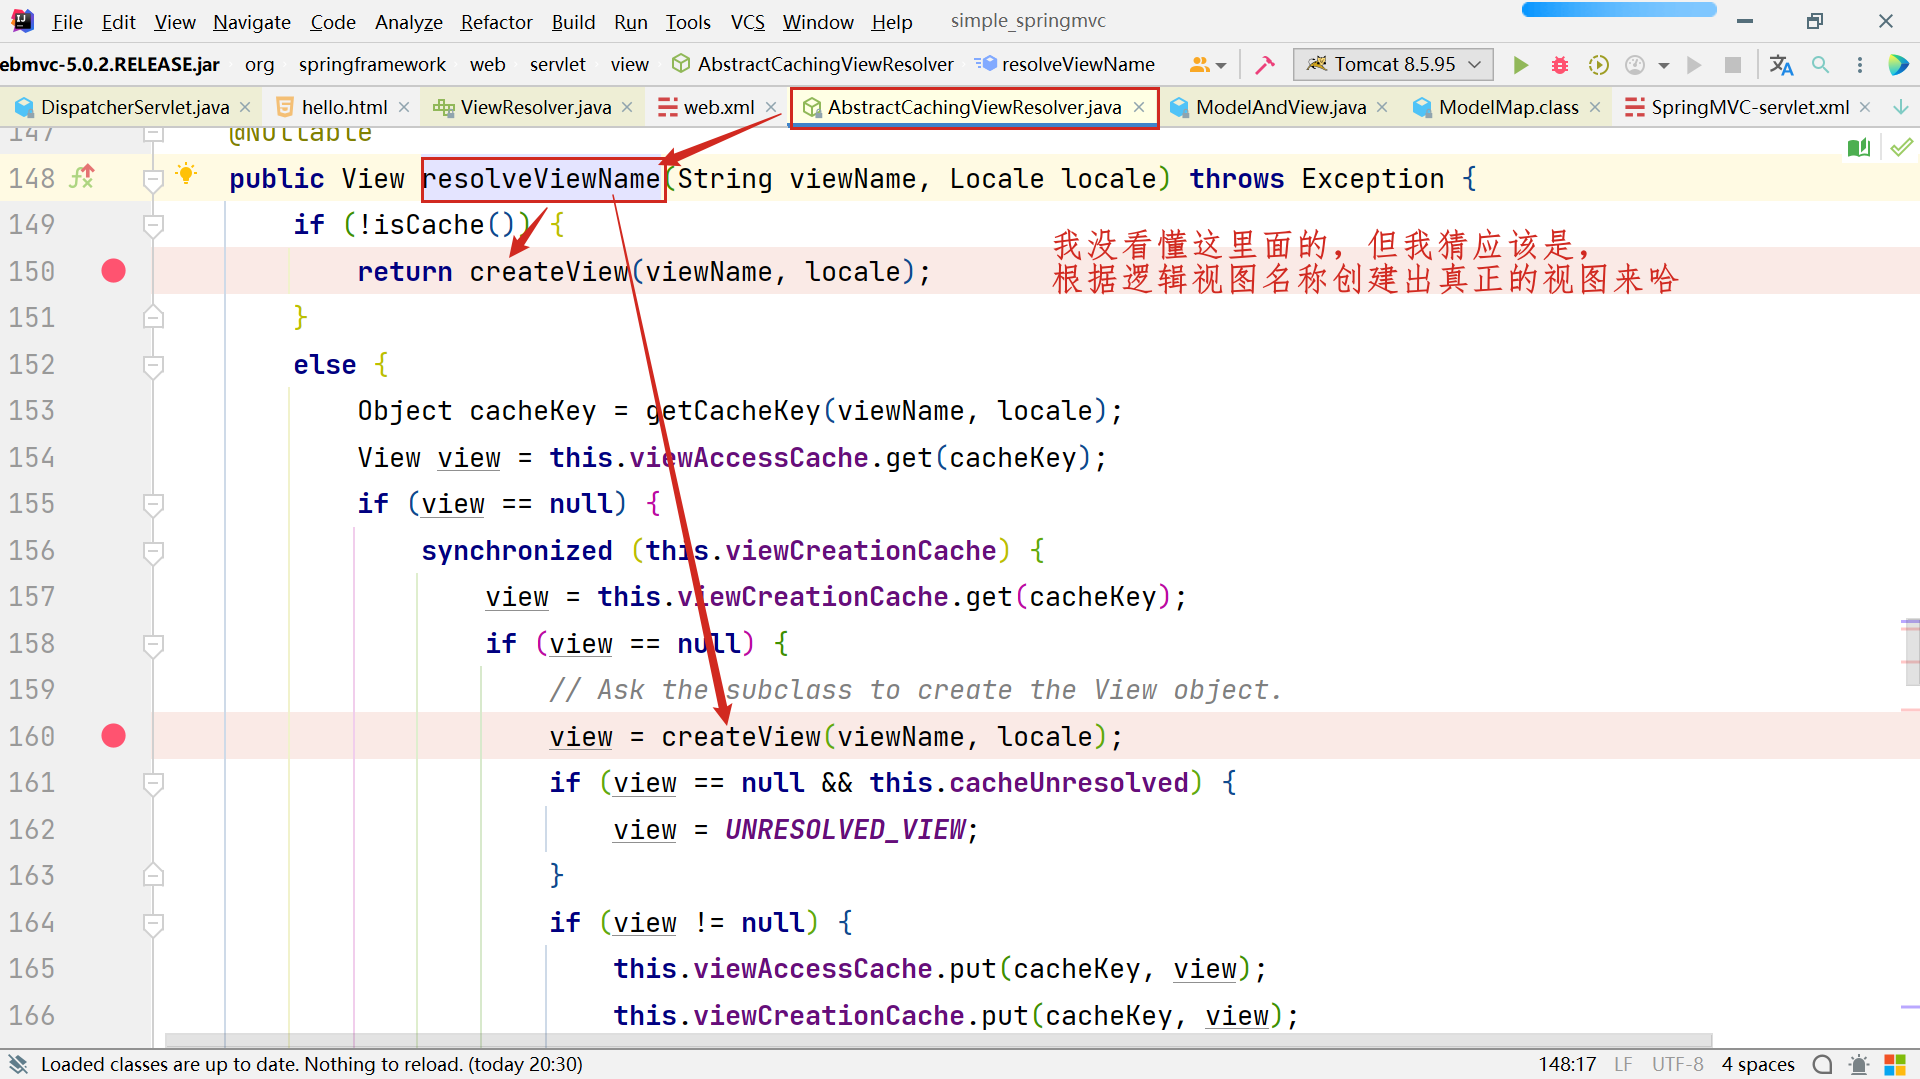 File Edit View Navigate Code Analyze Refactor Build Run Tools VCS Window Help simple_springmvc
ebmvc-5.0.2.RELEASE.jar org springframework web servlet view AbstractCachingViewResolver resolveViewName Tomcat 8.5.95
DispatcherServlet.java hello.html ViewResolver.java web.xml AbstractCachingViewResolver.java ModelAndView.java ModelMap.class SpringMVC-servlet.xml
147 @Nullable
148 public View resolveViewName(String viewName, Locale locale) throws Exception {
149 if (!isCache()) {
我没看懂这里面的，但我猜应该是，
150 return createView(viewName, locale);
根据逻辑视图名称创建出真正的视图来哈
151 }
152 else {
153 Object cacheKey = getCacheKey(viewName, locale);
154 View view = this.viewAccessCache.get(cacheKey);
155 if (view == null) {
156 synchronized (this.viewCreationCache) {
157 view = this.viewCreationCache.get(cacheKey);
158 if (view == null) {
159 // Ask the subclass to create the View object.
160 view = createView(viewName, locale);
161 if (view == null && this.cacheUnresolved) {
162 view = UNRESOLVED_VIEW;
163 }
164 if (view != null) {
165 this.viewAccessCache.put(cacheKey, view);
166 this.viewCreationCache.put(cacheKey, view);
Loaded classes are up to date. Nothing to reload. (today 20:30) 148:17 LF UTF-8 4 spaces